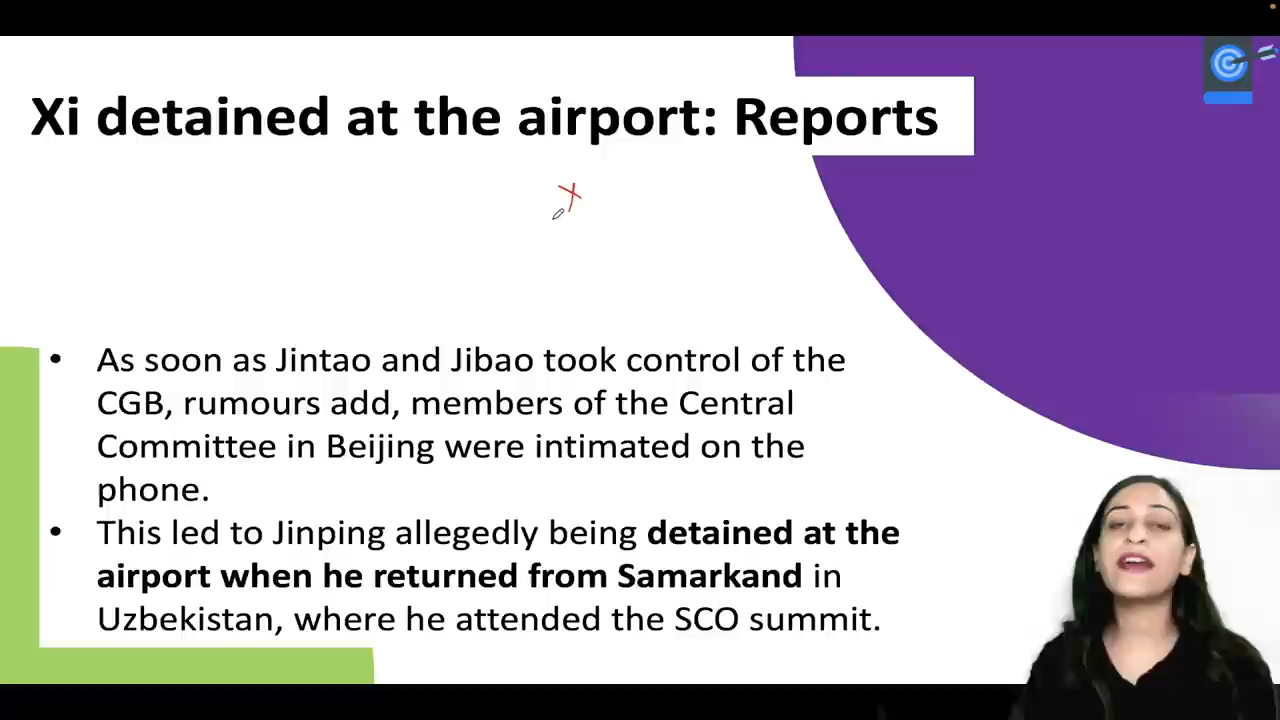 Xi detained at the airport: Reports
• As soon as Jintao and Jibao took control of the
CGB, rumours add, members of the Central
Committee in Beijing were intimated on the
phone.
• This led to Jinping allegedly being detained at the
airport when he returned from Samarkand in
Uzbekistan, where he attended the SCO summit.